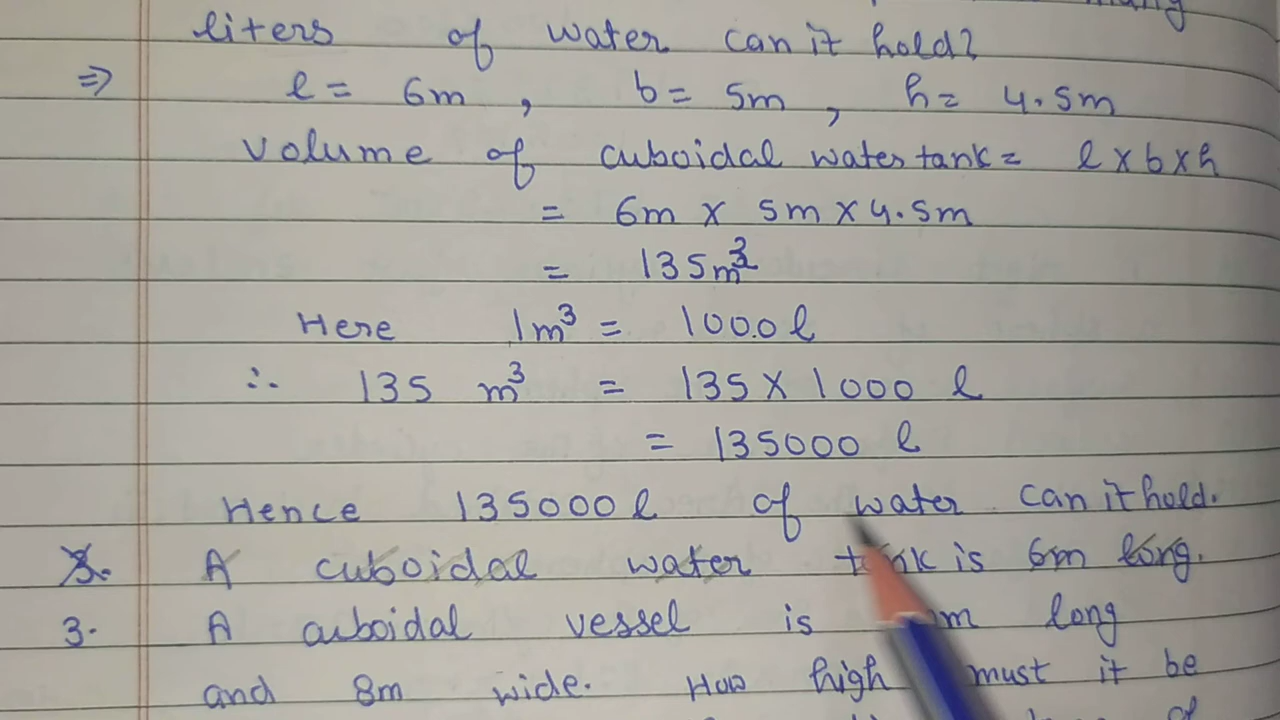 liters of water can it hold?
⇒ l = 6m , b = 5m , h = 4.5m
Volume of cuboidal water tank = l × b × h
= 6m × 5m × 4.5m
= 135m³
Here 1m³ = 1000 l
∴ 135 m³ = 135 × 1000 l
= 135000 l
Hence 135000 l of water can it hold.
3. A cuboidal water tank is 6m long.
3. A cuboidal vessel is m long
and 8m wide. How high must it be
of